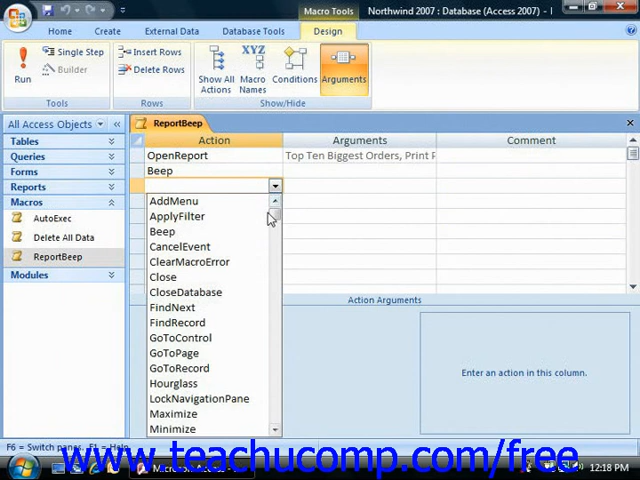 Macro Tools
Northwind 2007 : Database (Access 2007) -
Home Create External Data Database Tools Design
Run
Single Step
Builder
Tools
Insert Rows
Delete Rows
Rows
Show All Actions
Macro Names
Conditions
Arguments
Show/Hide
All Access Objects
Tables
Queries
Forms
Reports
Macros
AutoExec
Delete All Data
ReportBeep
Modules
ReportBeep
Action Arguments Comment
OpenReport Top Ten Biggest Orders, Print P
Beep
AddMenu
ApplyFilter
Beep
CancelEvent
ClearMacroError
Close
CloseDatabase
FindNext
FindRecord
GoToControl
GoToPage
GoToRecord
Hourglass
LockNavigationPane
Maximize
Minimize
Action Arguments
Enter an action in this column.
F6 = Switch panes. F1 = Help.
www.teachucomp.com/free
12:18 PM